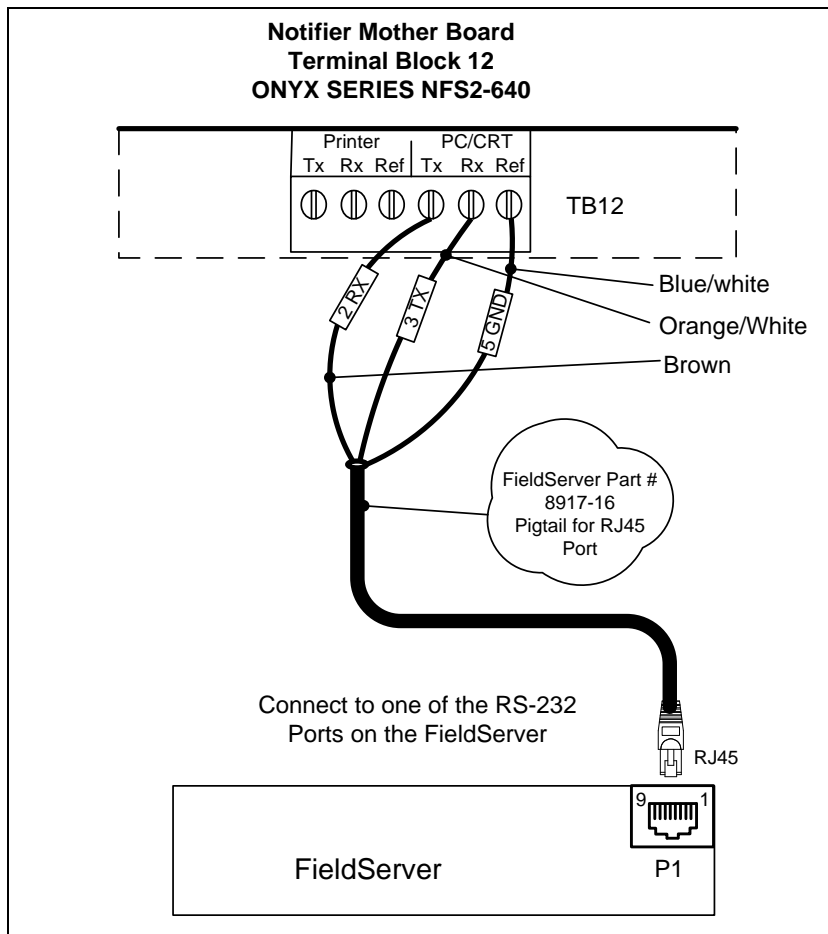 Notifier Mother Board
Terminal Block 12
ONYX SERIES NFS2-640
Printer PC/CRT
Tx Rx Ref Tx Rx Ref
TB12
2 RX
3 TX
5 GND
Blue/white
Orange/White
Brown
FieldServer Part #
8917-16
Pigtail for RJ45
Port
Connect to one of the RS-232
Ports on the FieldServer
RJ45
9 1
FieldServer
P1